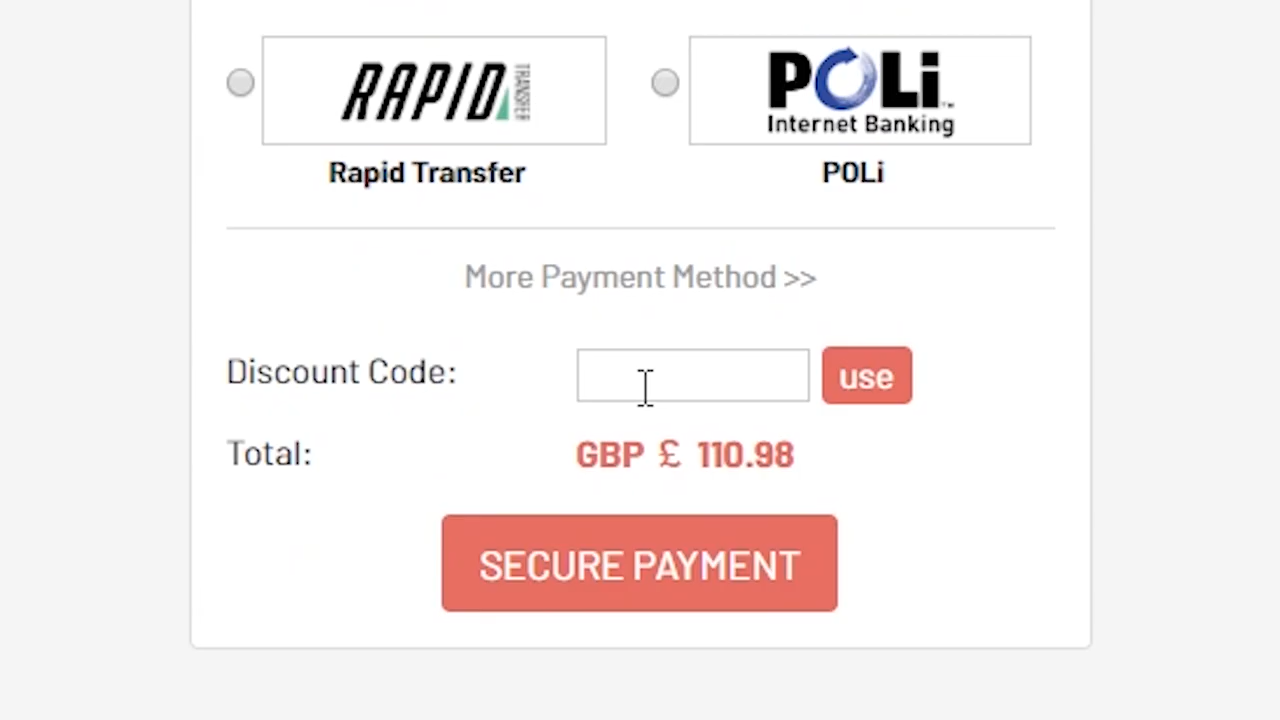 RAPID TRANSFER
POLi
Internet Banking
Rapid Transfer
POLi
More Payment Method >>
Discount Code:
use
Total:
GBP £ 110.98
SECURE PAYMENT